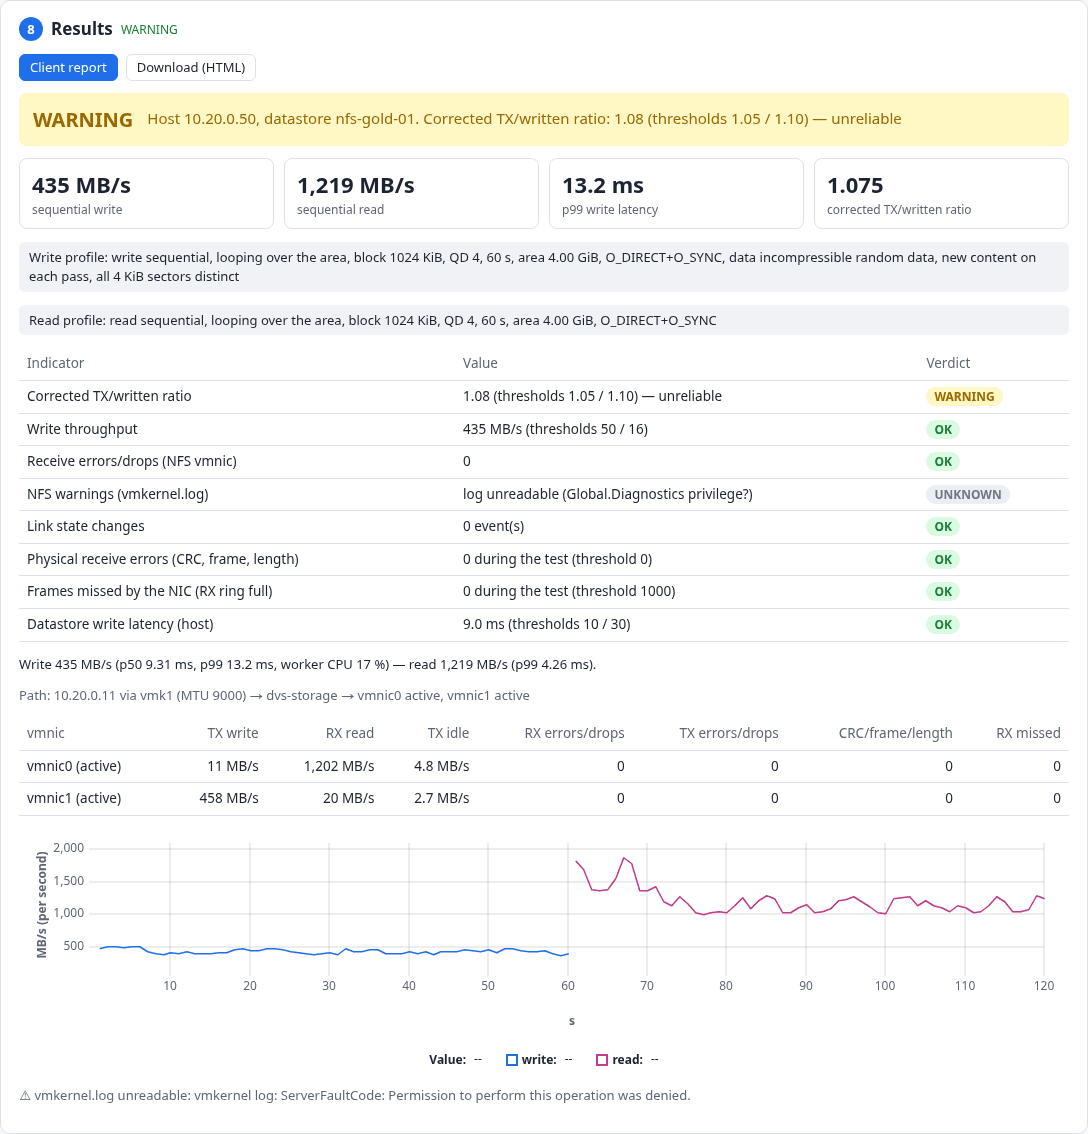 8 Results WARNING
Client report Download (HTML)
WARNING Host 10.20.0.50, datastore nfs-gold-01. Corrected TX/written ratio: 1.08 (thresholds 1.05 / 1.10) — unreliable
435 MB/s 1,219 MB/s 13.2 ms 1.075
sequential write sequential read p99 write latency corrected TX/written ratio
Write profile: write sequential, looping over the area, block 1024 KiB, QD 4, 60 s, area 4.00 GiB, O_DIRECT+O_SYNC, data incompressible random data, new content on
each pass, all 4 KiB sectors distinct
Read profile: read sequential, looping over the area, block 1024 KiB, QD 4, 60 s, area 4.00 GiB, O_DIRECT+O_SYNC
Indicator Value Verdict
Corrected TX/written ratio 1.08 (thresholds 1.05 / 1.10) — unreliable WARNING
Write throughput 435 MB/s (thresholds 50 / 16) OK
Receive errors/drops (NFS vmnic) 0 OK
NFS warnings (vmkernel.log) log unreadable (Global.Diagnostics privilege?) UNKNOWN
Link state changes 0 event(s) OK
Physical receive errors (CRC, frame, length) 0 during the test (threshold 0) OK
Frames missed by the NIC (RX ring full) 0 during the test (threshold 1000) OK
Datastore write latency (host) 9.0 ms (thresholds 10 / 30) OK
Write 435 MB/s (p50 9.31 ms, p99 13.2 ms, worker CPU 17 %) — read 1,219 MB/s (p99 4.26 ms).
Path: 10.20.0.11 via vmk1 (MTU 9000) → dvs-storage → vmnic0 active, vmnic1 active
vmnic TX write RX read TX idle RX errors/drops TX errors/drops CRC/frame/length RX missed
vmnic0 (active) 11 MB/s 1,202 MB/s 4.8 MB/s 0 0 0 0
vmnic1 (active) 458 MB/s 20 MB/s 2.7 MB/s 0 0 0 0
MB/s (per second)
2,000
1,500
1,000
500
10 20 30 40 50 60 70 80 90 100 110 120
s
Value: -- write: -- read: --
⚠ vmkernel.log unreadable: vmkernel log: ServerFaultCode: Permission to perform this operation was denied.